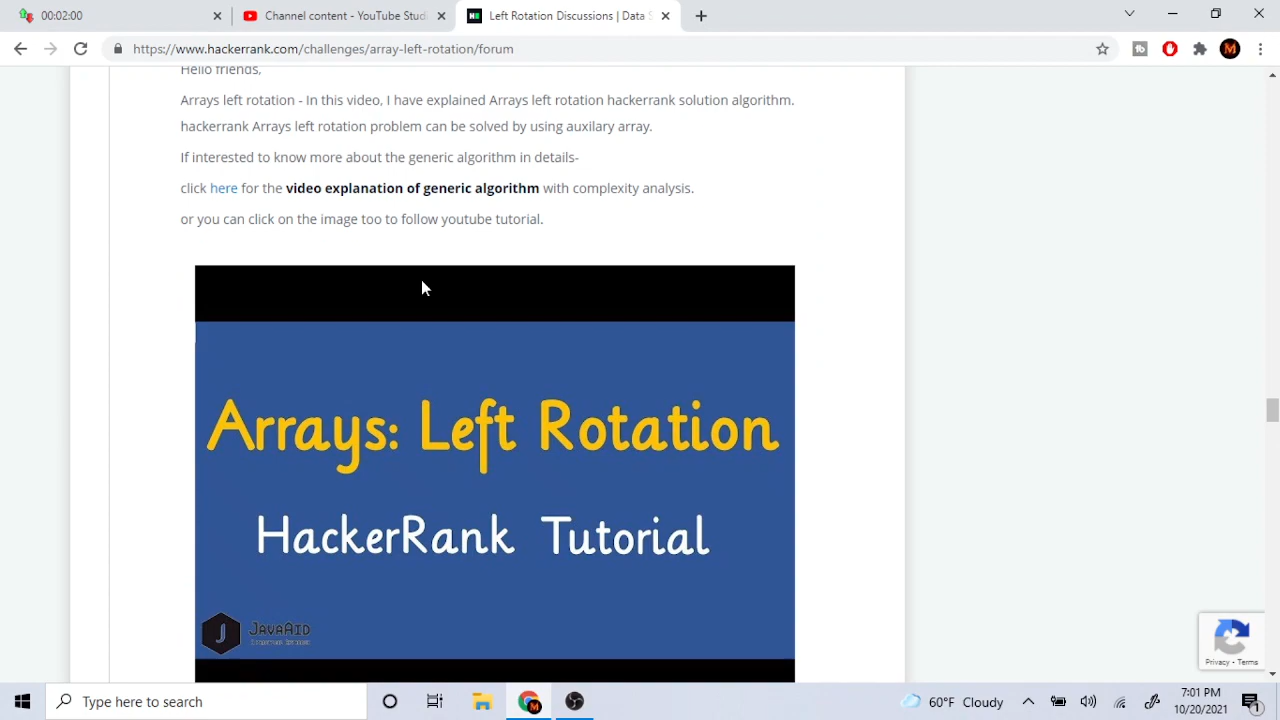 00:02:00
Channel content - YouTube Studi
Left Rotation Discussions | Data S
https://www.hackerrank.com/challenges/array-left-rotation/forum
Hello friends,
Arrays left rotation - In this video, I have explained Arrays left rotation hackerrank solution algorithm.
hackerrank Arrays left rotation problem can be solved by using auxilary array.
If interested to know more about the generic algorithm in details-
click here for the video explanation of generic algorithm with complexity analysis.
or you can click on the image too to follow youtube tutorial.
Arrays: Left Rotation
HackerRank Tutorial
J JavaAid
Privacy - Terms
Type here to search
60°F Cloudy
7:01 PM
10/20/2021